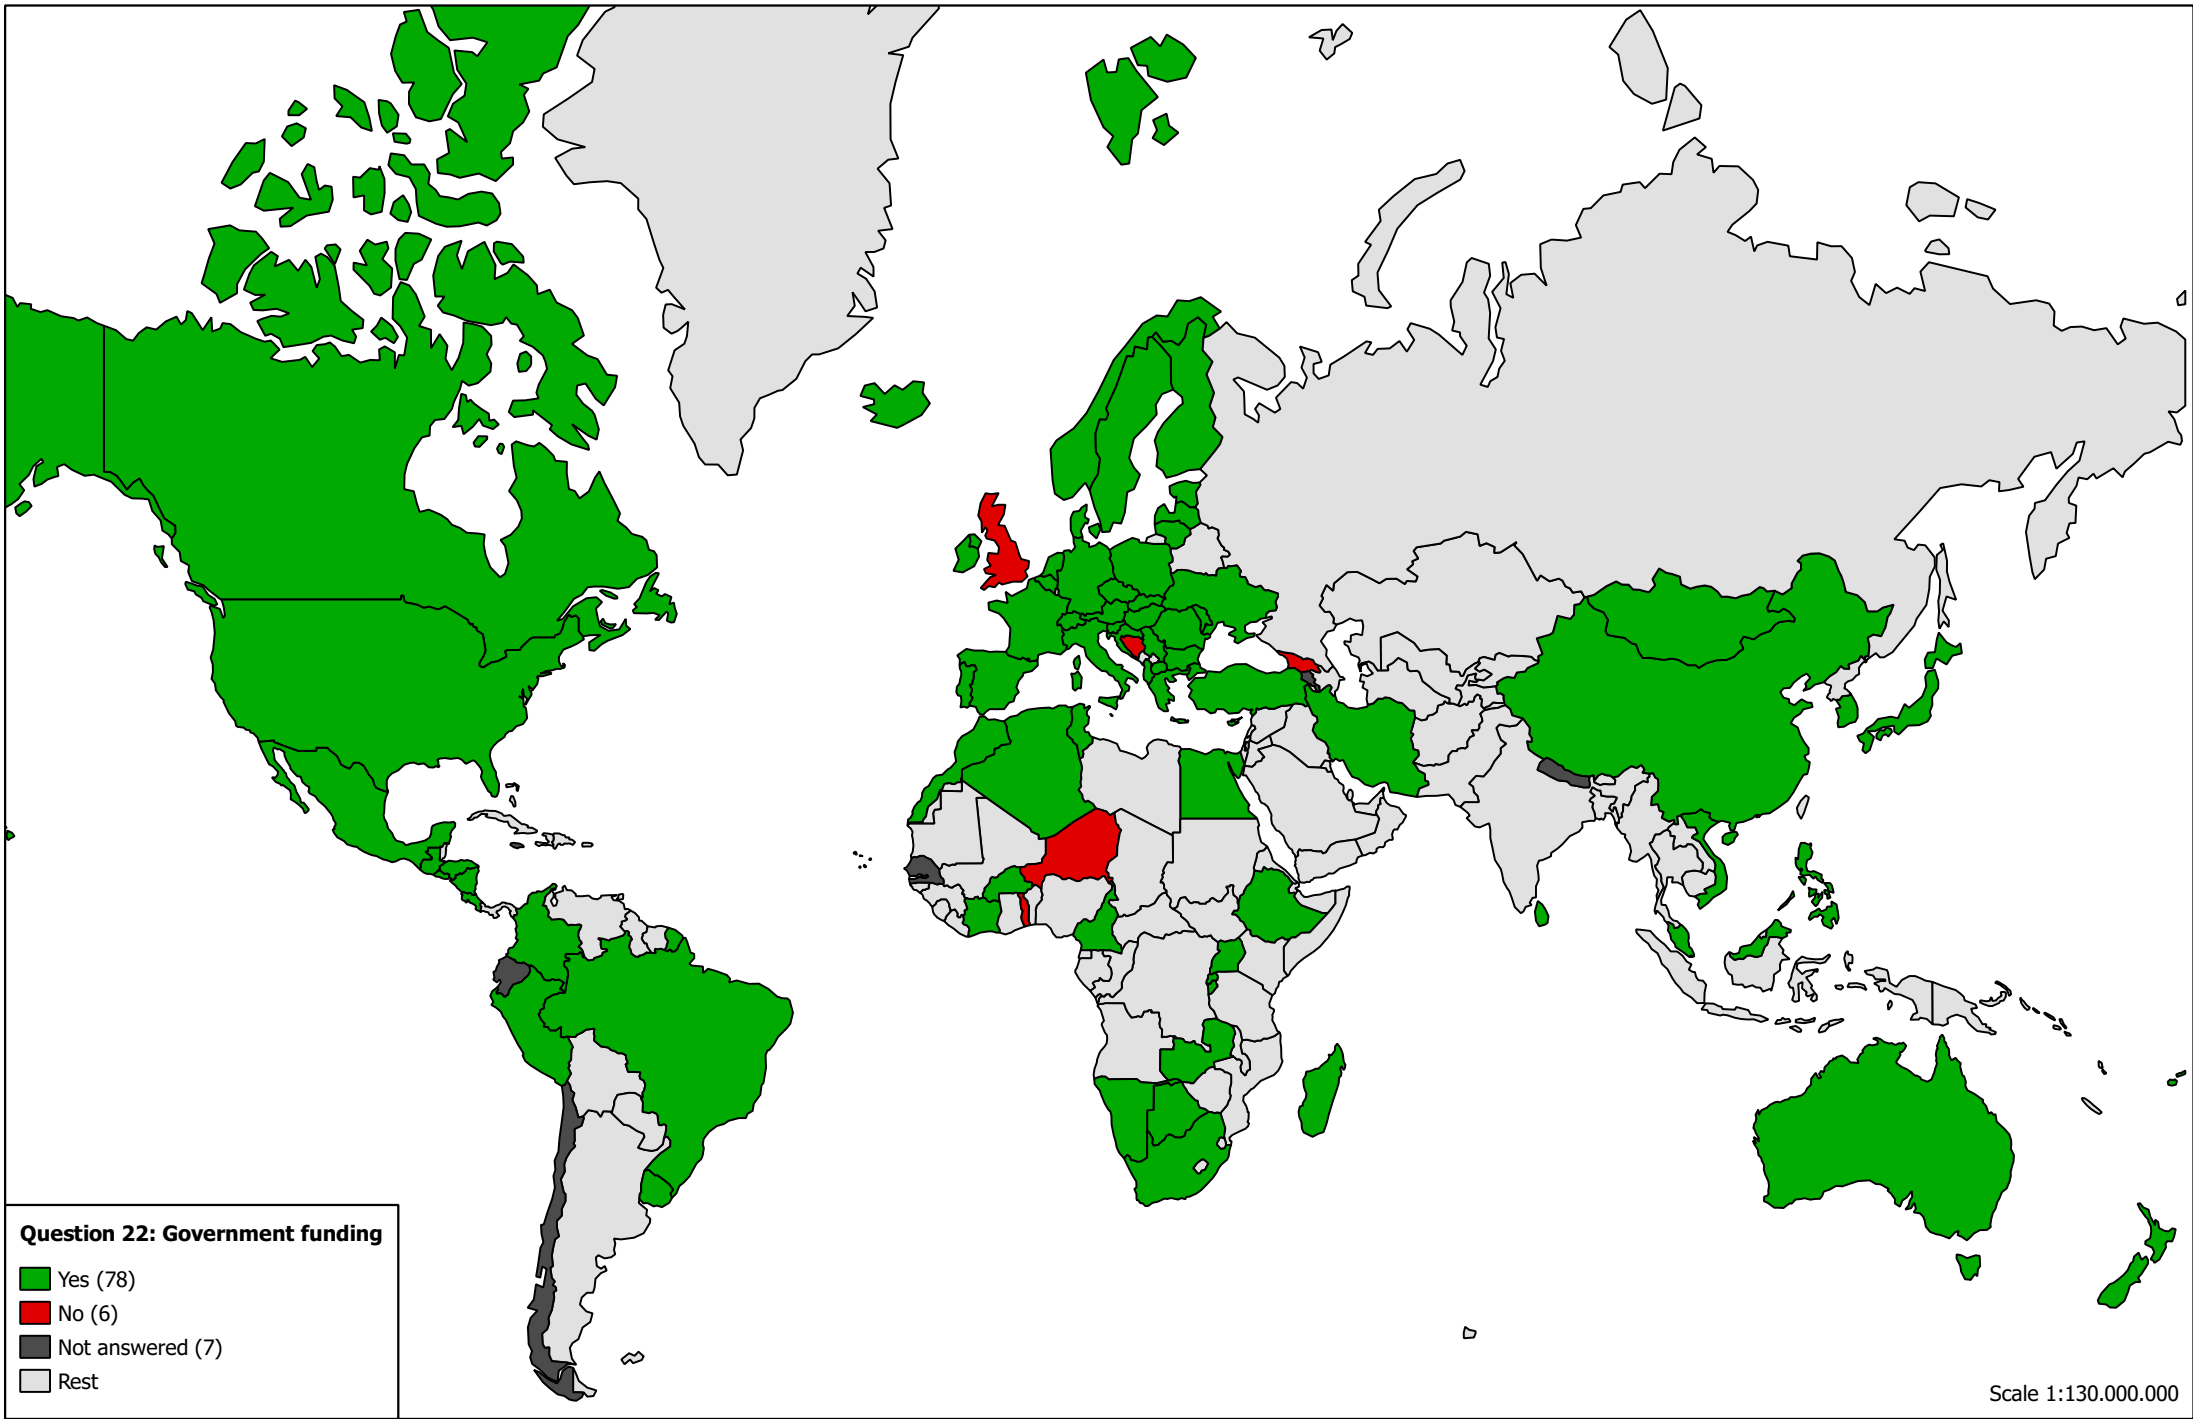 Question 22: Government funding
Yes (78)
No (6)
Not answered (7)
Rest
Scale 1:130.000.000